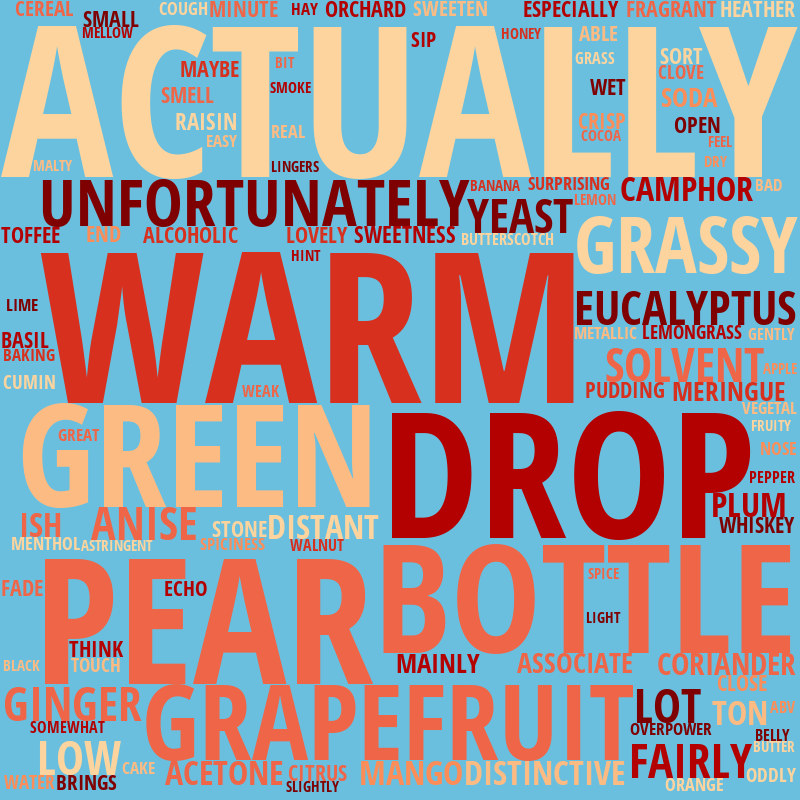 CEREAL SMALL COUGH MINUTE HAY ORCHARD SWEETEN ESPECIALLY FRAGRANT HEATHER
MELLOW SIP HONEY ABLE
ACTUALLY
MAYBE BIT GRASS SORT
SMELL SMOKE WET CLOVE SODA
RAISIN EASY REAL CRISP COCOA OPEN FEEL
MALTY LINGERS DRY
UNFORTUNATELY BANANA SURPRISING LEMON CAMPHOR BAD
YEAST
TOFFEE END ALCOHOLIC LOVELY SWEETNESS BUTTERSCOTCH GRASSY
HINT
WARM
LIME EUCALYPTUS
BASIL METALLIC LEMONGRASS GENTLY
BAKING SOLVENT APPLE
CUMIN WEAK PUDDING MERINGUE
GREEN DROP VEGETAL
GREAT FRUITY
NOSE
PEPPER
PLUM
ISH ANISE STONE DISTANT WHISKEY
MENTHOL ASTRINGENT SPICINESS WALNUT
PEAR BOTTLE
FADE ECHO SPICE
LIGHT
THINK
BLACK TOUCH MAINLY ASSOCIATE CORIANDER
CLOSE
GINGER GRAPEFRUIT LOT TON ABV
SOMEWHAT OVERPOWER BELLY
LOW CAKE FAIRLY BUTTER
WATER BRINGS ACETONE CITRUS SLIGHTLY MANGO DISTINCTIVE ORANGE ODDLY